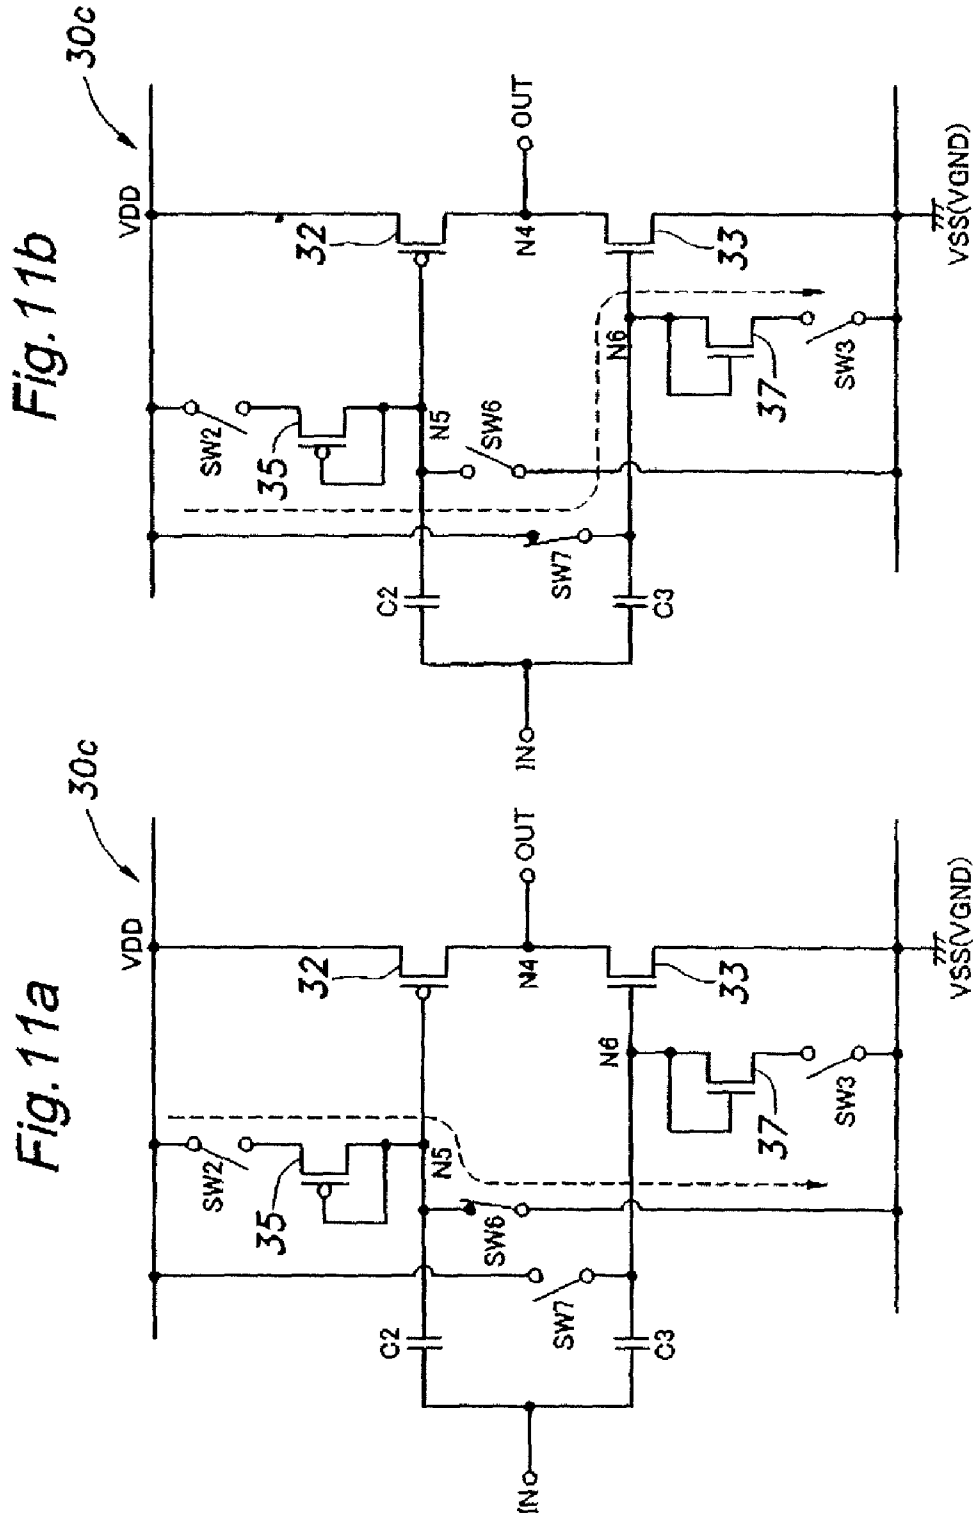 Fig.11a
30c
VDD
SW2
35
32
C2
N5
SW6
N4
OUT
IN
SW7
N6
C3
37
33
SW3
VSS(VGND)
Fig.11b
30c
VDD
SW2
35
32
C2
N5
SW6
N4
OUT
IN
SW7
N6
C3
37
33
SW3
VSS(VGND)